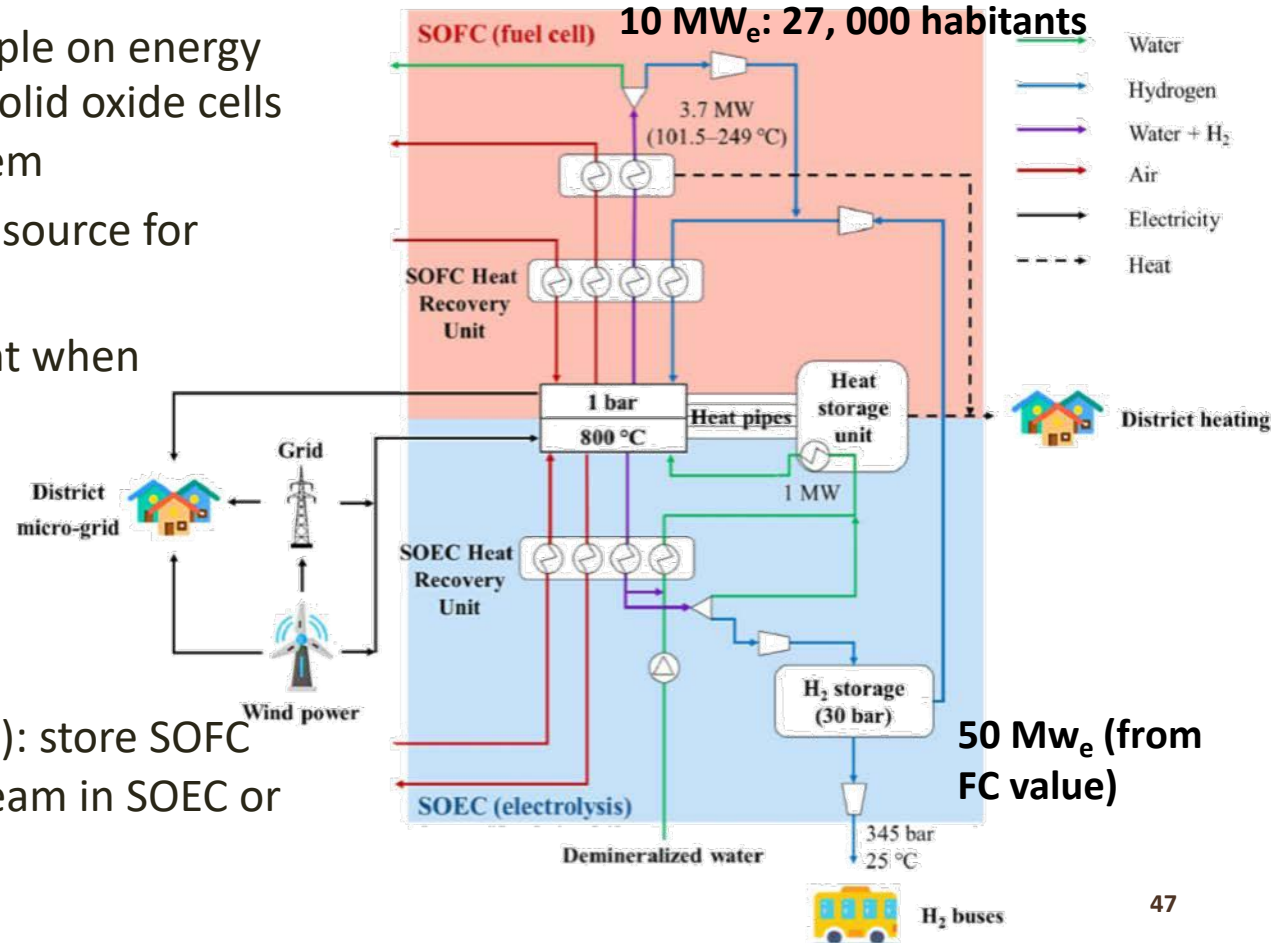 ple on energy
olid oxide cells
em
source for
nt when
): store SOFC
eam in SOEC or
10 MWₑ: 27, 000 habitants
SOFC (fuel cell)
3.7 MW
(101.5–249 °C)
SOFC Heat
Recovery
Unit
1 bar
800 °C
Heat pipes
Heat
storage
unit
1 MW
District heating
Grid
District
micro-grid
Wind power
SOEC Heat
Recovery
Unit
H₂ storage
(30 bar)
50 Mwₑ (from
FC value)
SOEC (electrolysis)
345 bar
25 °C
Demineralized water
H₂ buses
Water
Hydrogen
Water + H₂
Air
Electricity
Heat
47